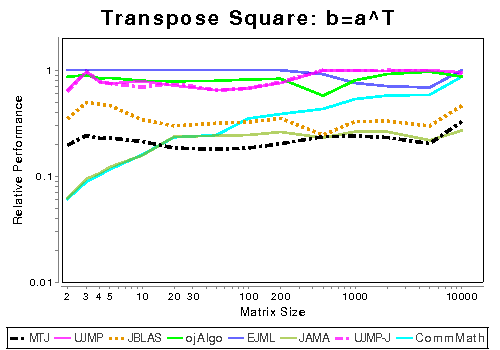 Transpose Square: b=a^T
Relative Performance
1
0.1
0.01
2 3 4 5 10 20 30 100 200 1000 10000
Matrix Size
MTJ UJMP JBLAS ojAlgo EJML JAMA UJMP-J CommMath